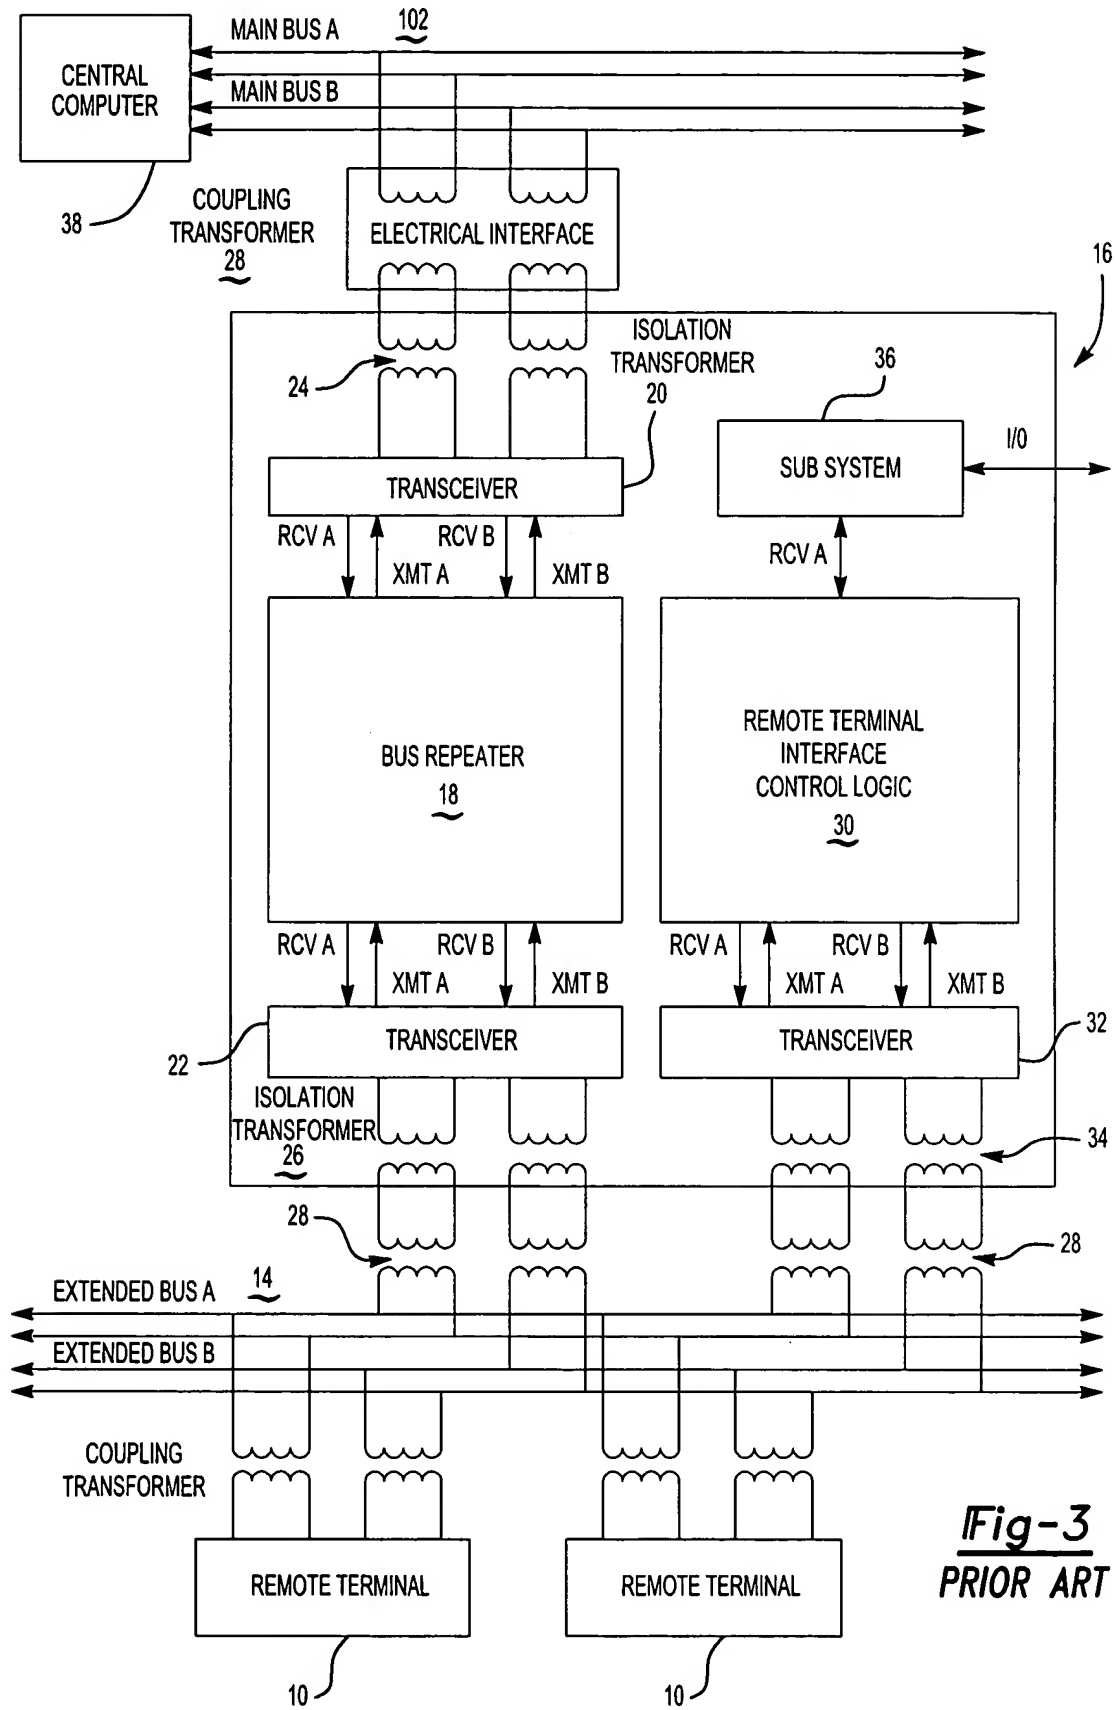 MAIN BUS A
102
CENTRAL
COMPUTER
MAIN BUS B
38
COUPLING
TRANSFORMER
28
ELECTRICAL INTERFACE
16
ISOLATION
TRANSFORMER
20
24
36
I/O
TRANSCEIVER
SUB SYSTEM
RCV A
XMT A
RCV B
XMT B
RCV A
BUS REPEATER
18
REMOTE TERMINAL
INTERFACE
CONTROL LOGIC
30
RCV A
XMT A
RCV B
XMT B
RCV A
XMT A
RCV B
XMT B
22
TRANSCEIVER
TRANSCEIVER
32
ISOLATION
TRANSFORMER
26
34
28
28
EXTENDED BUS A
14
EXTENDED BUS B
COUPLING
TRANSFORMER
REMOTE TERMINAL
REMOTE TERMINAL
10
10
Fig-3
PRIOR ART